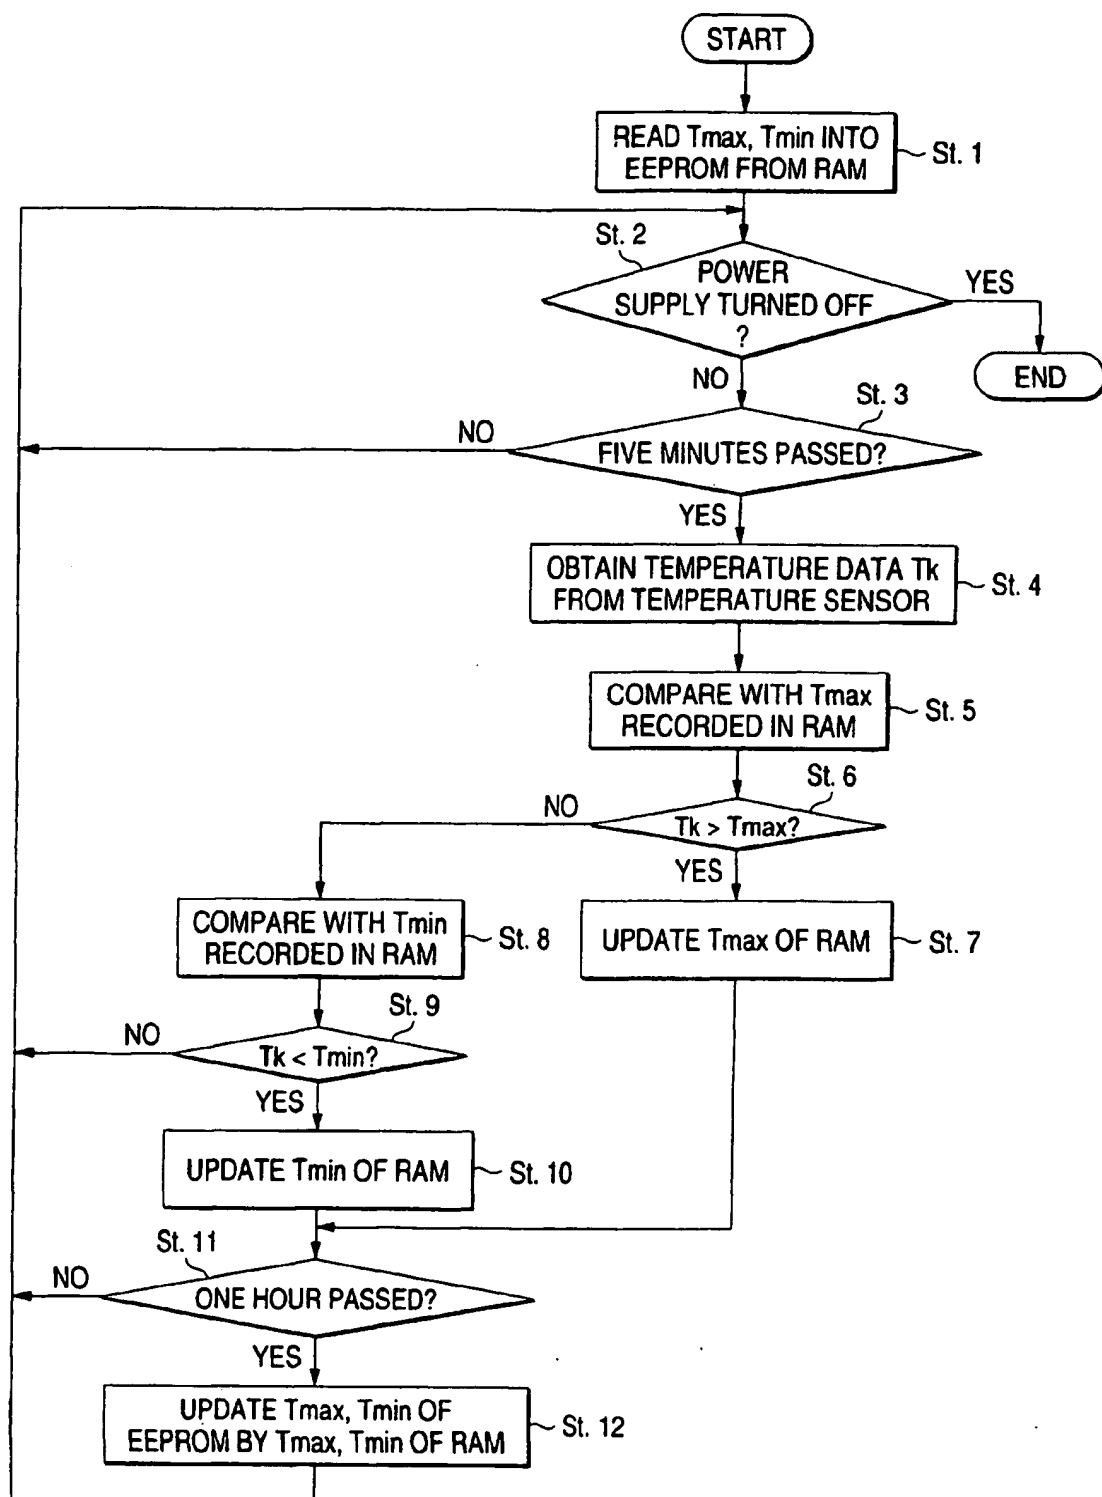 START
READ Tmax, Tmin INTO
EEPROM FROM RAM
St. 1
St. 2
POWER
SUPPLY TURNED OFF
?
YES
NO
END
St. 3
NO
FIVE MINUTES PASSED?
YES
OBTAIN TEMPERATURE DATA Tk
FROM TEMPERATURE SENSOR
St. 4
COMPARE WITH Tmax
RECORDED IN RAM
St. 5
St. 6
NO
Tk > Tmax?
YES
COMPARE WITH Tmin
RECORDED IN RAM
St. 8
UPDATE Tmax OF RAM
St. 7
St. 9
NO
Tk < Tmin?
YES
UPDATE Tmin OF RAM
St. 10
St. 11
NO
ONE HOUR PASSED?
YES
UPDATE Tmax, Tmin OF
EEPROM BY Tmax, Tmin OF RAM
St. 12